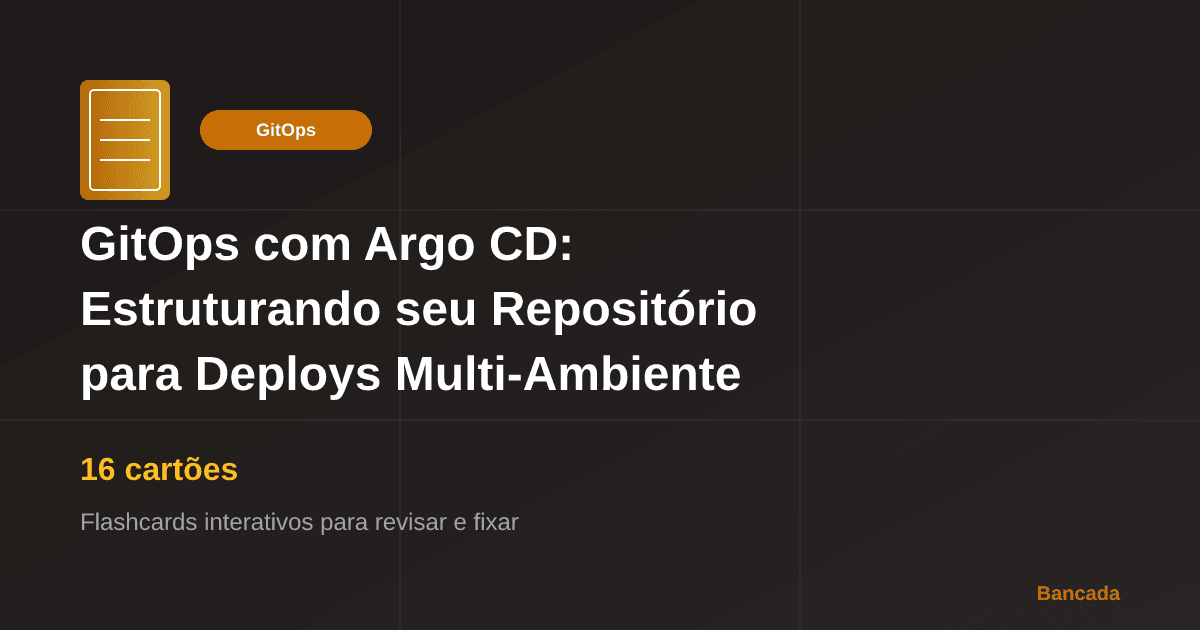 GitOps
GitOps com Argo CD:
Estruturando seu Repositório
para Deploys Multi-Ambiente
16 cartões
Flashcards interativos para revisar e fixar
Bancada